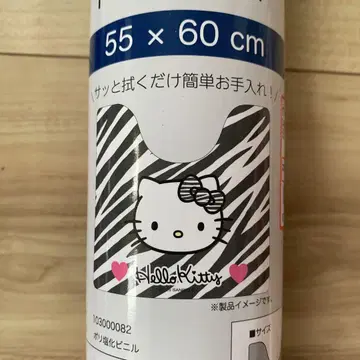 55 × 60 cm
\サッと拭くだけ簡単お手入れ!/
Hello Kitty
※製品イメージです。
103000082
ポリ塩化ビニル
■サイズ